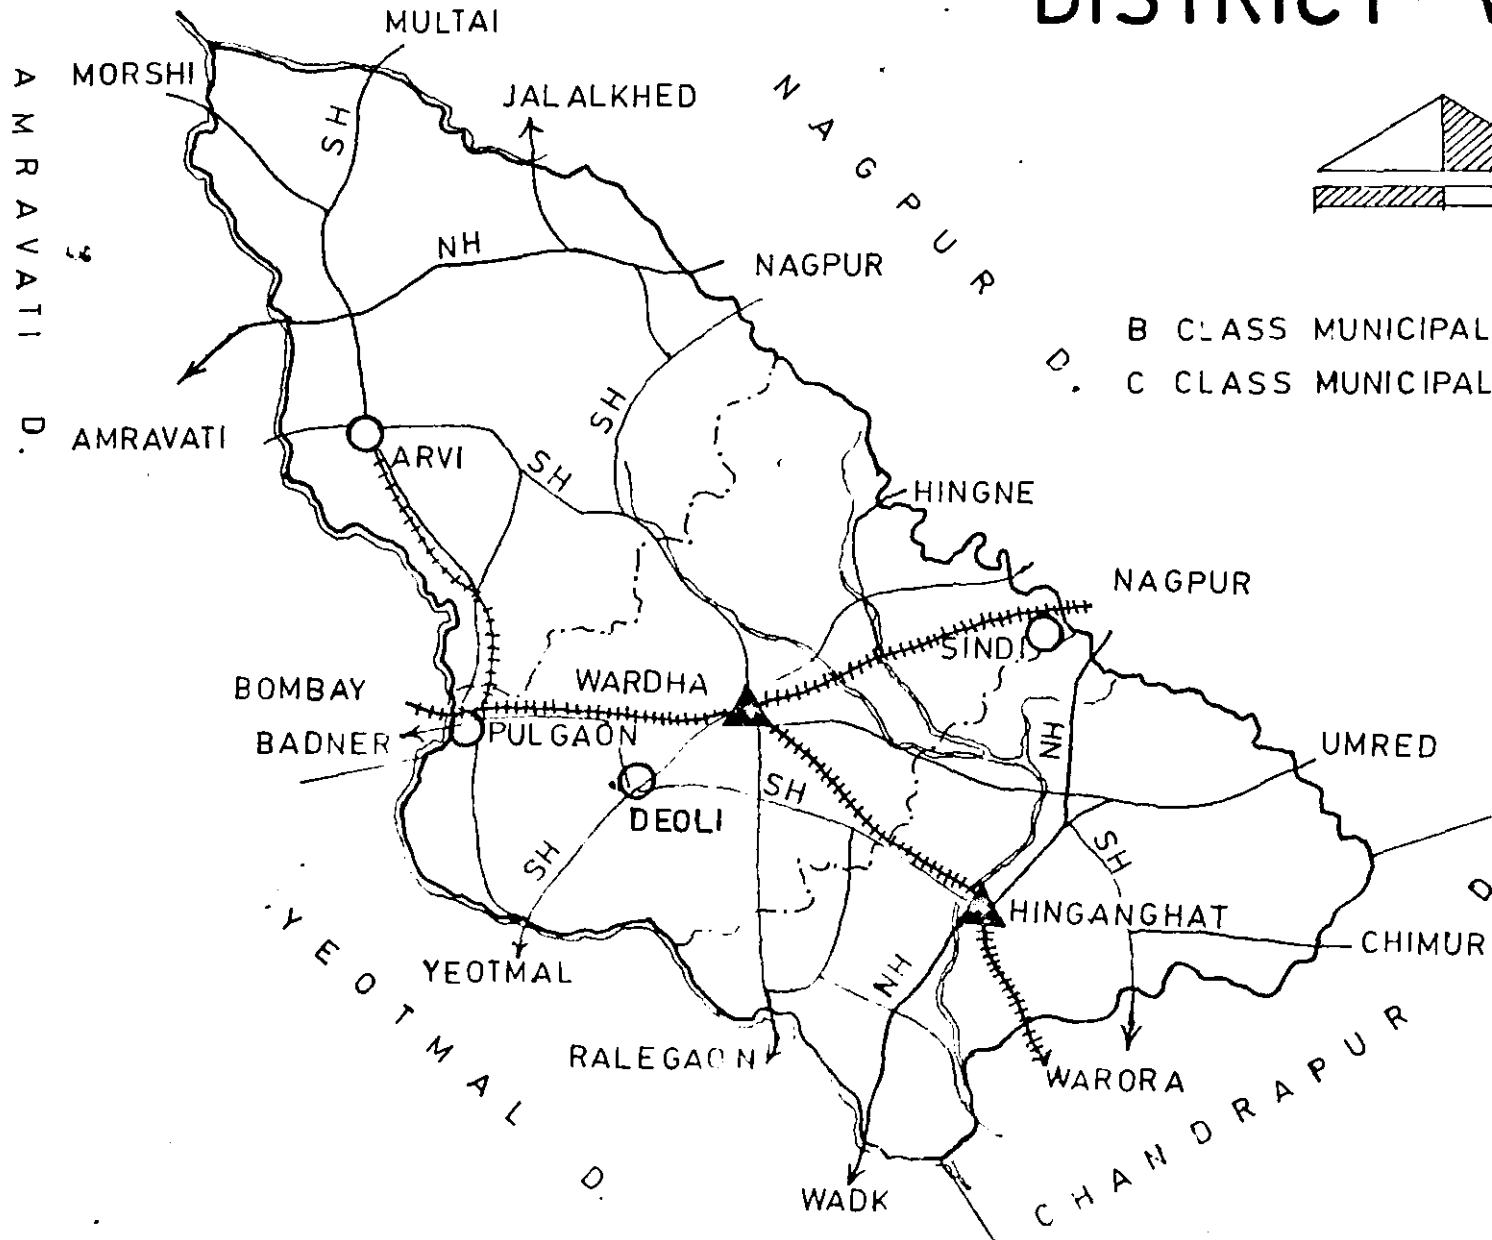 DISTRICT
MULTAI
MORSHI
JALALKHED
SH
AMRAVATI D.
NAGPUR D.
NH
NAGPUR
B CLASS MUNICIPAL
C CLASS MUNICIPAL
SH
AMRAVATI
ARVI
SH
HINGNE
NAGPUR
SINDI
BOMBAY
WARDHA
BADNER
PULGAON
NH
UMRED
SH
DEOLI
SH
SH
HINGANGHAT
CHIMUR
D
YEOTMAL
NH
YEOTMAL D.
RALEGAON
WARORA
CHANDRAPUR
WADK